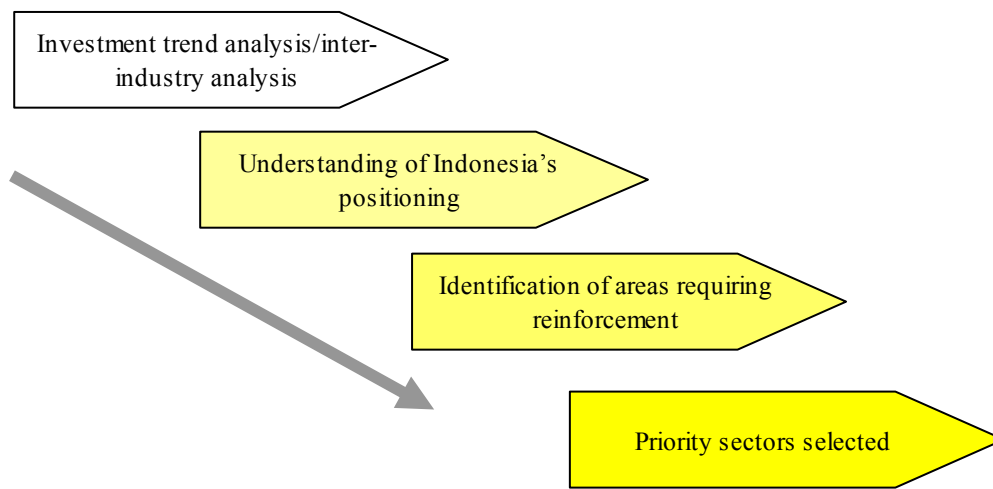 Investment trend analysis/inter-
industry analysis
Understanding of Indonesia’s
positioning
Identification of areas requiring
reinforcement
Priority sectors selected